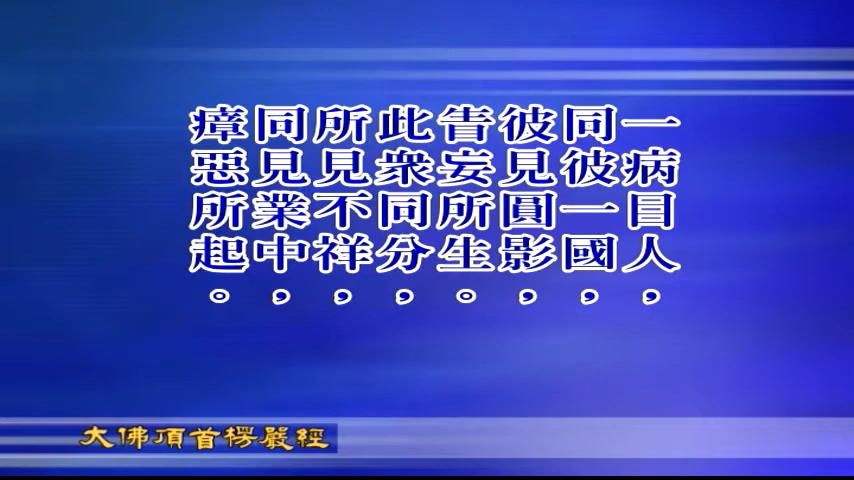 一病目人，
同彼一國，
彼見圓影，
眚妄所生。
此衆同分，
所見不祥，
同見業中，
瘴惡所起。
大佛頂首楞嚴經